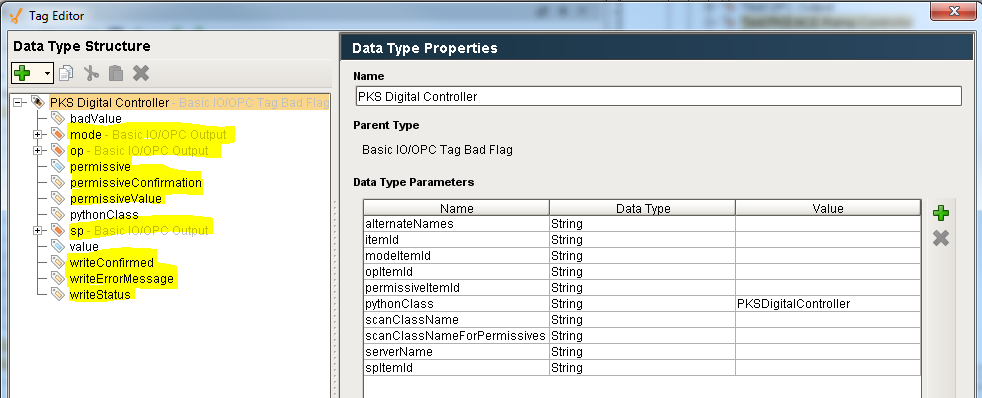 Tag Editor
Data Type Structure
PKS Digital Controller - Basic IO/OPC Tag Bad Flag
badValue
mode - Basic IO/OPC Output
op - Basic IO/OPC Output
permissive
permissiveConfirmation
permissiveValue
pythonClass
sp - Basic IO/OPC Output
value
writeConfirmed
writeErrorMessage
writeStatus
Data Type Properties
Name
PKS Digital Controller
Parent Type
Basic IO/OPC Tag Bad Flag
Data Type Parameters
Name Data Type Value
alternateNames String
itemId String
modeItemId String
opItemId String
permissiveItemId String
pythonClass String PKSDigitalController
scanClassName String
scanClassNameForPermissives String
serverName String
spItemId String